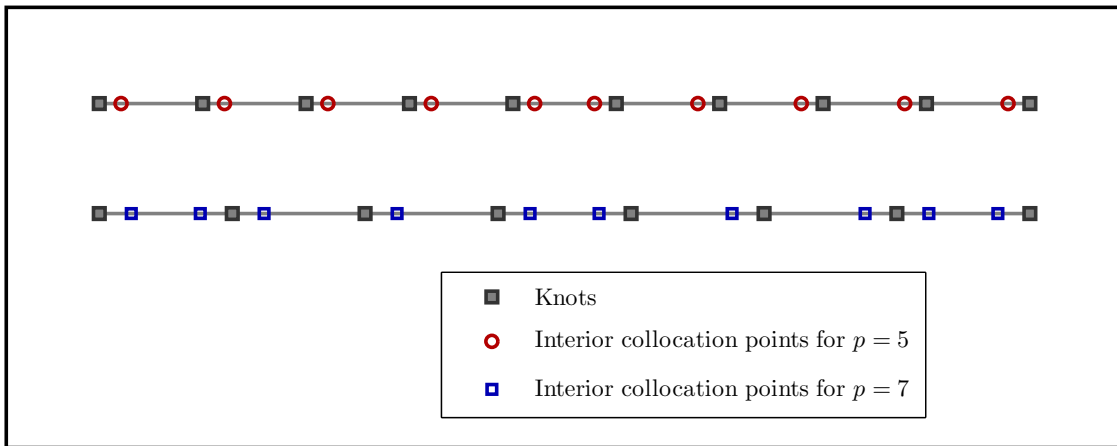 Knots
Interior collocation points for p = 5
Interior collocation points for p = 7